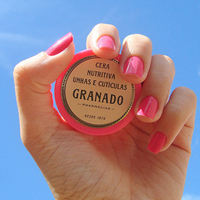 CERA
NUTRITIVA
UNHAS E CUTÍCULAS
GRANADO
PHARMÁCIAS
DESDE 1870